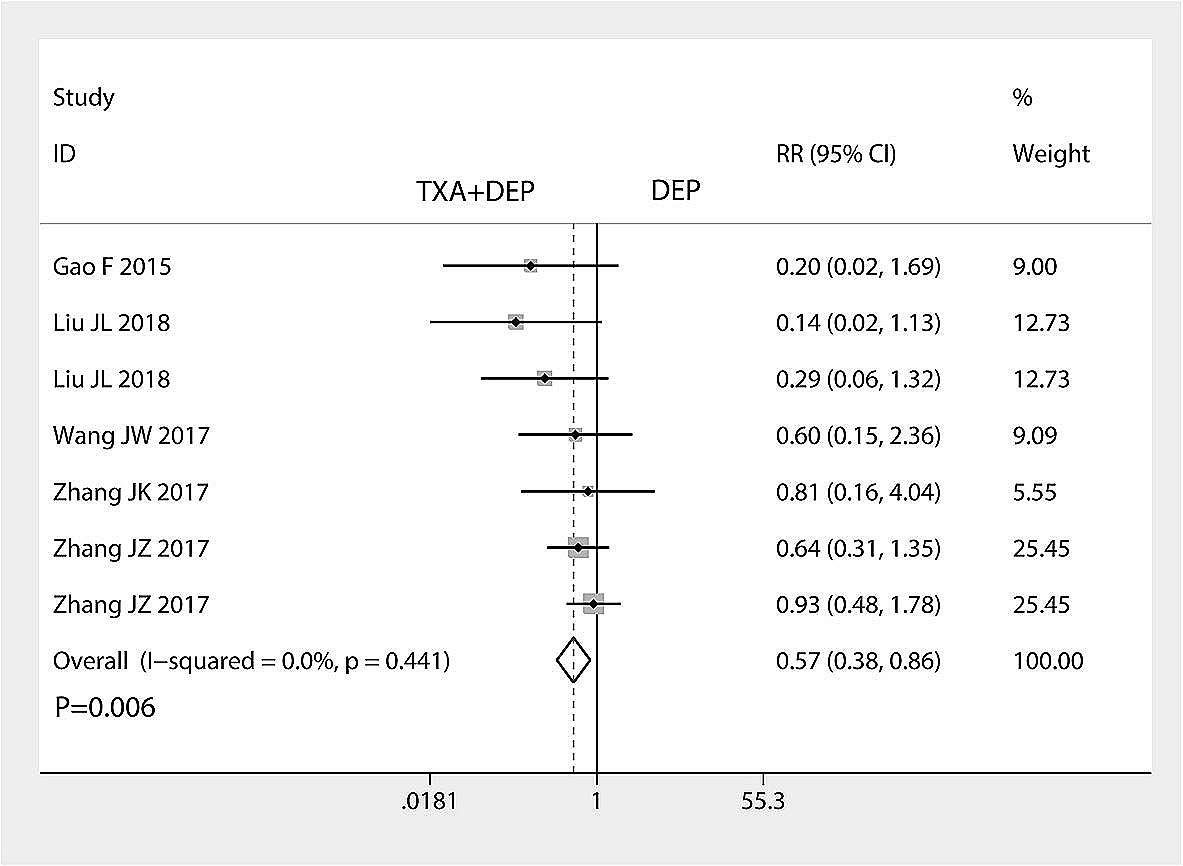 Study %
ID RR (95% CI) Weight
TXA+DEP DEP
Gao F 2015 0.20 (0.02, 1.69) 9.00
Liu JL 2018 0.14 (0.02, 1.13) 12.73
Liu JL 2018 0.29 (0.06, 1.32) 12.73
Wang JW 2017 0.60 (0.15, 2.36) 9.09
Zhang JK 2017 0.81 (0.16, 4.04) 5.55
Zhang JZ 2017 0.64 (0.31, 1.35) 25.45
Zhang JZ 2017 0.93 (0.48, 1.78) 25.45
Overall (I−squared = 0.0%, p = 0.441) 0.57 (0.38, 0.86) 100.00
P=0.006
.0181 1 55.3